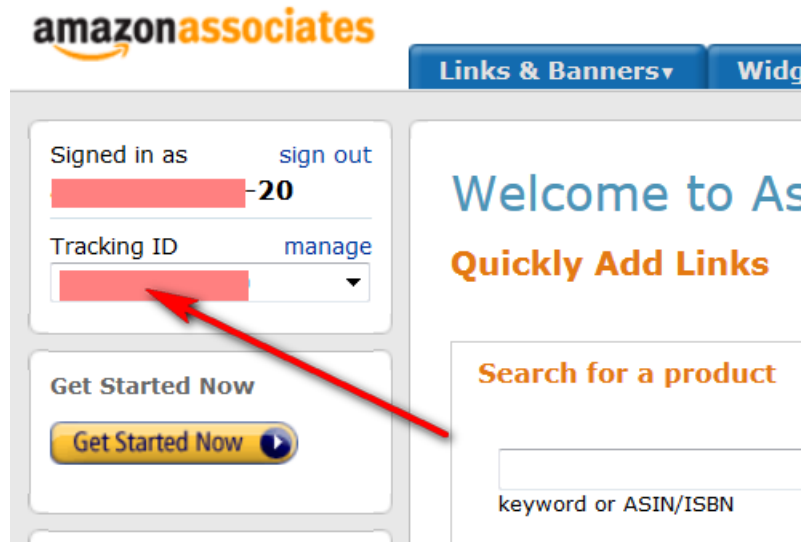 amazonassociates
Links & Banners▾ Widg
Signed in as sign out
-20
Tracking ID manage
Welcome to As
Quickly Add Links
Get Started Now
Get Started Now
Search for a product
keyword or ASIN/ISBN